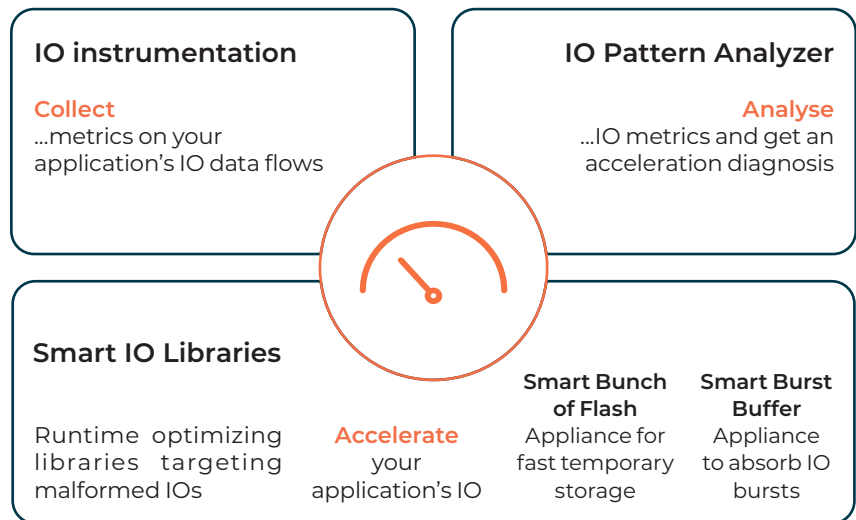 IO instrumentation
Collect
...metrics on your
application's IO data flows
IO Pattern Analyzer
Analyse
...IO metrics and get an
acceleration diagnosis
Smart IO Libraries
Runtime optimizing
libraries targeting
malformed IOs
Accelerate
your
application's IO
Smart Bunch
of Flash
Appliance for
fast temporary
storage
Smart Burst
Buffer
Appliance
to absorb IO
bursts